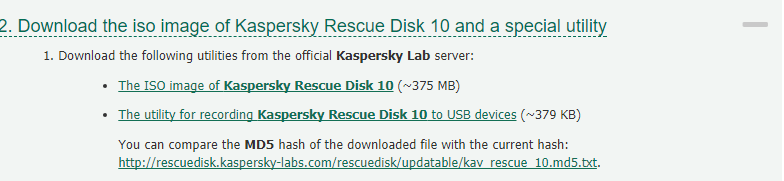 2. Download the iso image of Kaspersky Rescue Disk 10 and a special utility
1. Download the following utilities from the official Kaspersky Lab server:
• The ISO image of Kaspersky Rescue Disk 10 (~375 MB)
• The utility for recording Kaspersky Rescue Disk 10 to USB devices (~379 KB)
You can compare the MD5 hash of the downloaded file with the current hash:
http://rescuedisk.kaspersky-labs.com/rescuedisk/updatable/kav_rescue_10.md5.txt.